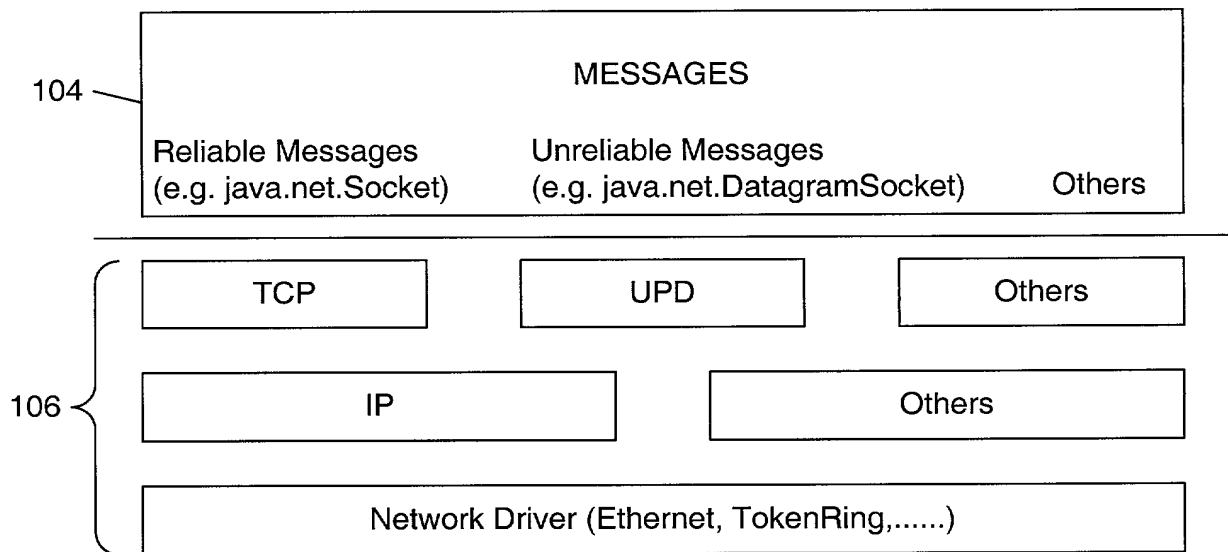 MESSAGES
104
Reliable Messages
(e.g. java.net.Socket)
Unreliable Messages
(e.g. java.net.DatagramSocket)
Others
TCP
UPD
Others
106
IP
Others
Network Driver (Ethernet, TokenRing,......)